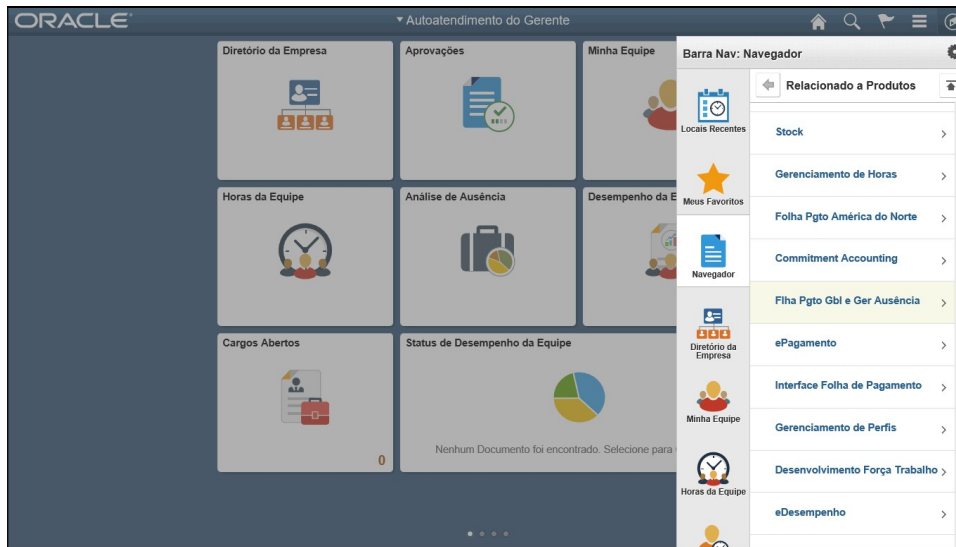 ORACLE
Autoatendimento do Gerente
Diretório da Empresa
Aprovações
Minha Equipe
Horas da Equipe
Análise de Ausência
Desempenho da E
Cargos Abertos
0
Status de Desempenho da Equipe
Nenhum Documento foi encontrado. Selecione para
Barra Nav: Navegador
Locais Recentes
Meus Favoritos
Navegador
Diretório da
Empresa
Minha Equipe
Horas da Equipe
Relacionado a Produtos
Stock
Gerenciamento de Horas
Folha Pgto América do Norte
Commitment Accounting
Flha Pgto Gbl e Ger Ausência
ePagamento
Interface Folha de Pagamento
Gerenciamento de Perfis
Desenvolvimento Força Trabalho
eDesempenho